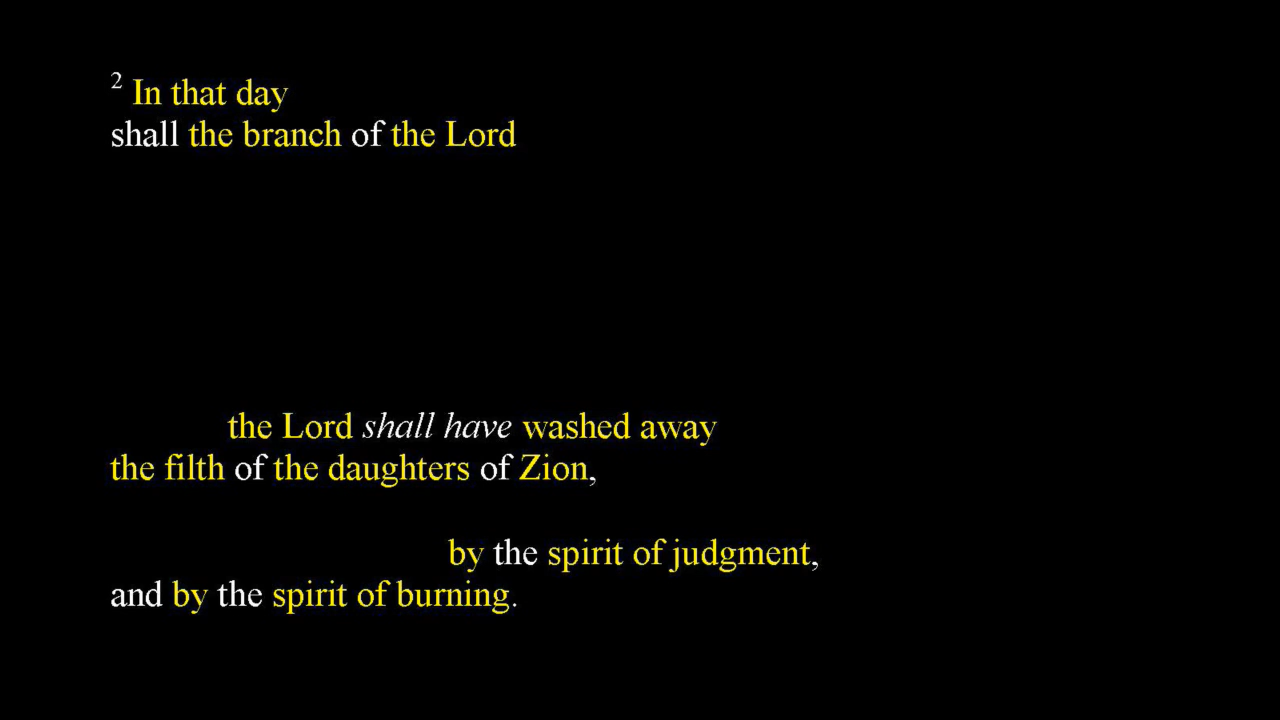 ² In that day
shall the branch of the Lord
the Lord shall have washed away
the filth of the daughters of Zion,
by the spirit of judgment,
and by the spirit of burning.